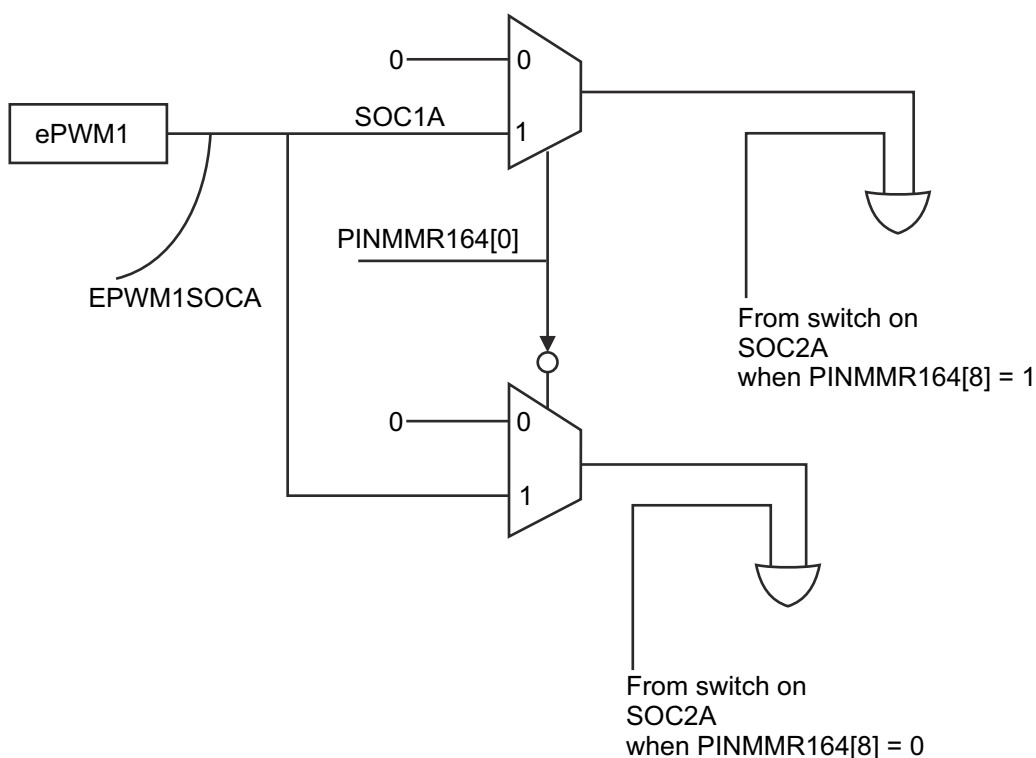 0
0
SOC1A
ePWM1
1
PINMMR164[0]
EPWM1SOCA
From switch on
SOC2A
when PINMMR164[8] = 1
0
0
1
From switch on
SOC2A
when PINMMR164[8] = 0